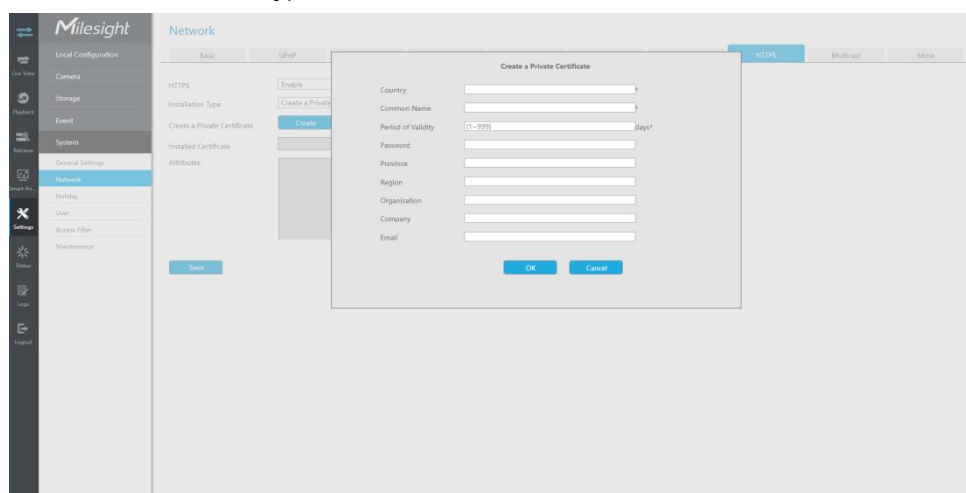 Milesight
Network
Local Configuration
Basic
UPnP
HTTPS
Multicast
More
Live View
Camera
Create a Private Certificate
HTTPS
Enable
Country
*
Playback
Storage
Installation Type
Create a Private
Common Name
*
Event
Create a Private Certificate
Create
Period of Validity
(1~999)
days*
Retrieve
System
Installed Certificate
Password
General Settings
Attributes
Province
Smart An...
Network
Region
Holiday
Organization
Settings
User
Company
Access Filter
Email
Maintenance
Status
Save
OK
Cancel
Logs
Logout